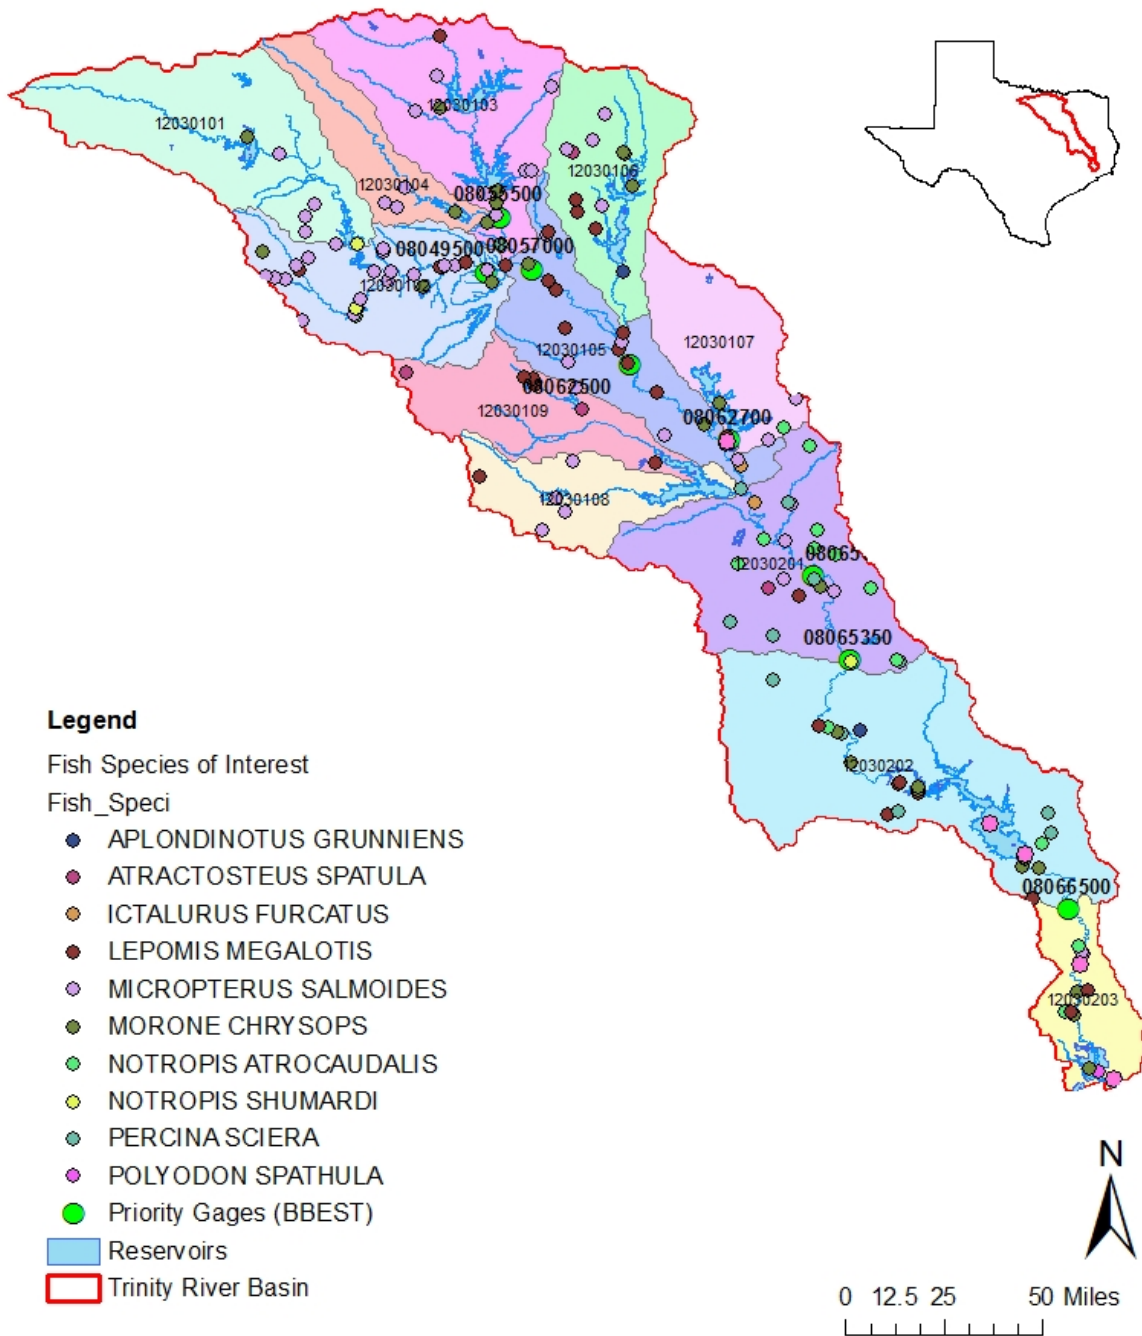 12030103
12030101
12030106
12030104
08055500
08049500
08057000
12030102
12030107
12030105
08062500
12030109
08062700
12030108
08065
12030201
08065350
Legend
Fish Species of Interest
Fish_Speci
12030202
APLONDINOTUS GRUNNIENS
ATRACTOSTEUS SPATULA
08066500
ICTALURUS FURCATUS
LEPOMIS MEGALOTIS
MICROPTERUS SALMOIDES
12030203
MORONE CHRYSOPS
NOTROPIS ATROCAUDALIS
NOTROPIS SHUMARDI
PERCINA SCIERA
N
POLYODON SPATHULA
Priority Gages (BBEST)
Reservoirs
Trinity River Basin
0 12.5 25 50 Miles